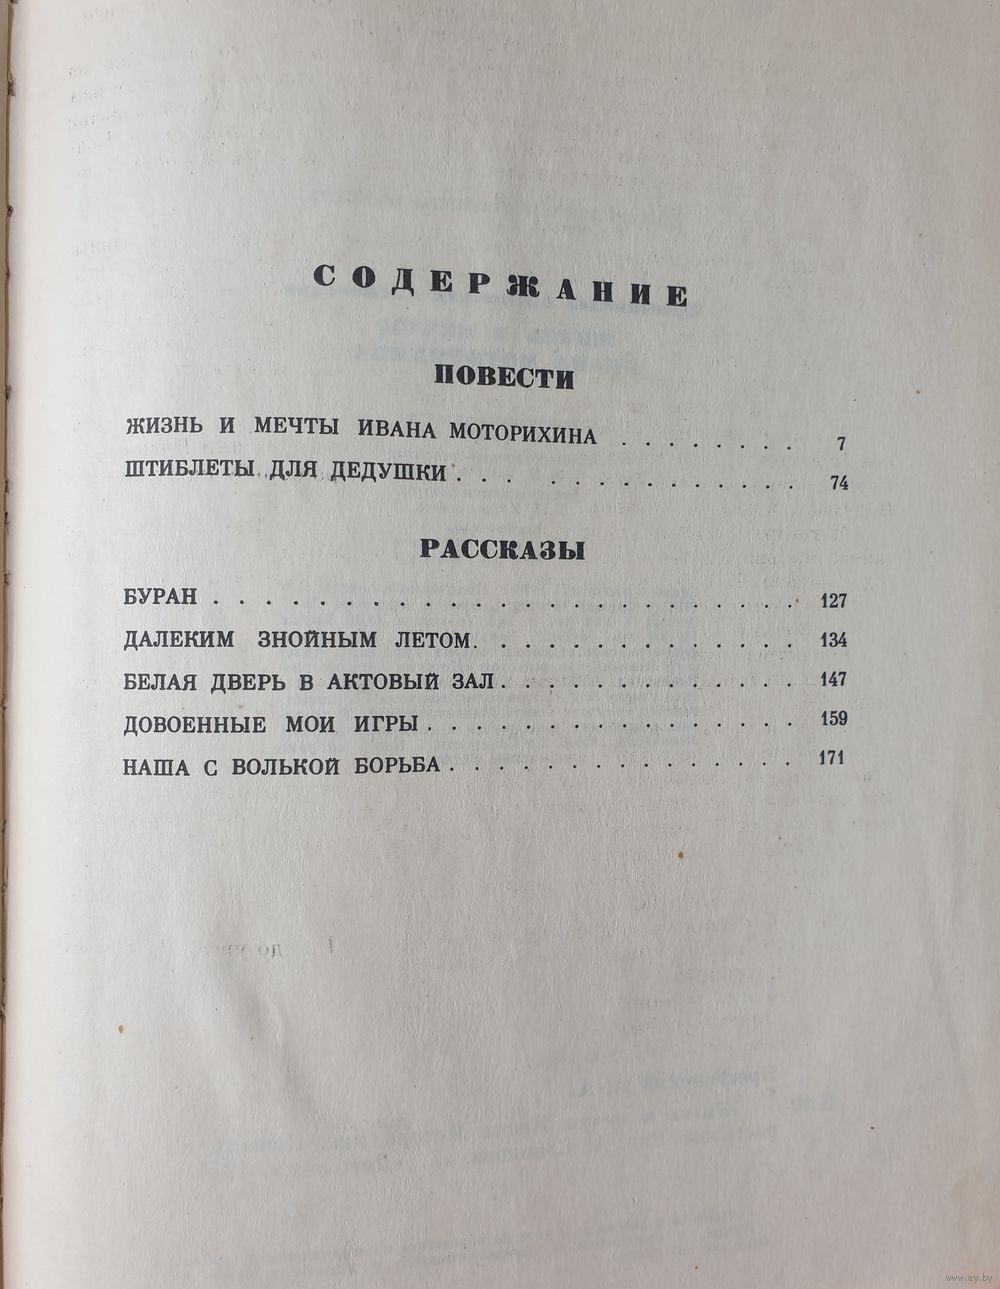 СОДЕРЖАНИЕ
ПОВЕСТИ
ЖИЗНЬ И МЕЧТЫ ИВАНА МОТОРИХИНА . . . . . . . . 7
ШТИБЛЕТЫ ДЛЯ ДЕДУШКИ . . . . . . . . . . . . . . 74
РАССКАЗЫ
БУРАН . . . . . . . . . . . . . . . . . . . . . . . 127
ДАЛЕКИМ ЗНОЙНЫМ ЛЕТОМ. . . . . . . . . . . . . 134
БЕЛАЯ ДВЕРЬ В АКТОВЫЙ ЗАЛ . . . . . . . . . . . . . 147
ДОВОЕННЫЕ МОИ ИГРЫ . . . . . . . . . . . . . . . 159
НАША С ВОЛЬКОЙ БОРЬБА . . . . . . . . . . . . . . 171
www.ay.by